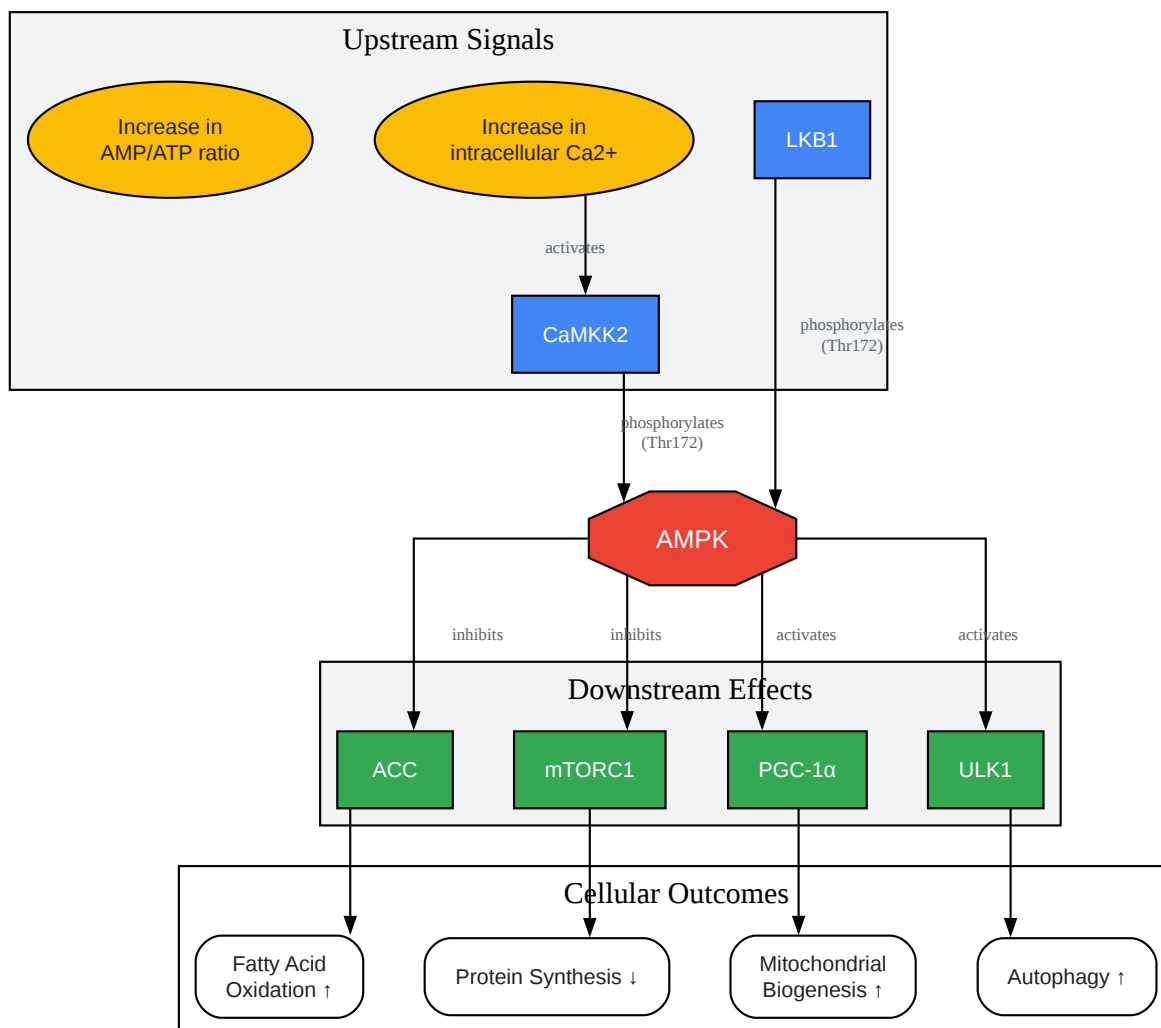 Upstream Signals
Increase in
AMP/ATP ratio
Increase in
intracellular Ca2+
LKB1
activates
CaMKK2
phosphorylates
(Thr172)
phosphorylates
(Thr172)
AMPK
inhibits
inhibits
activates
activates
Downstream Effects
ACC
mTORC1
PGC-1α
ULK1
Cellular Outcomes
Fatty Acid
Oxidation ↑
Protein Synthesis ↓
Mitochondrial
Biogenesis ↑
Autophagy ↑